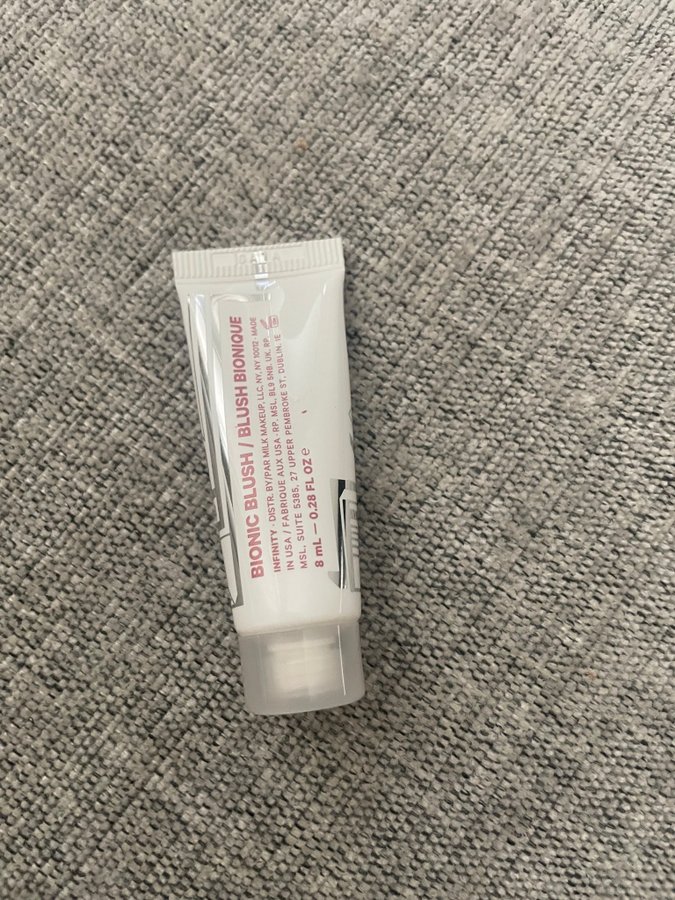 BIONIC BLUSH / BLUSH BIONIQUE
INFINITY · DISTR. BY/PAR MILK MAKEUP, LLC, NY, NY 10012 · MADE
IN USA / FABRIQUE AUX USA · RP, MSL, BL9 5NB, UK. RP,
MSL, SUITE 5385, 27 UPPER PEMBROKE ST, DUBLIN, IE
8 mL — 0.28 FL OZ e